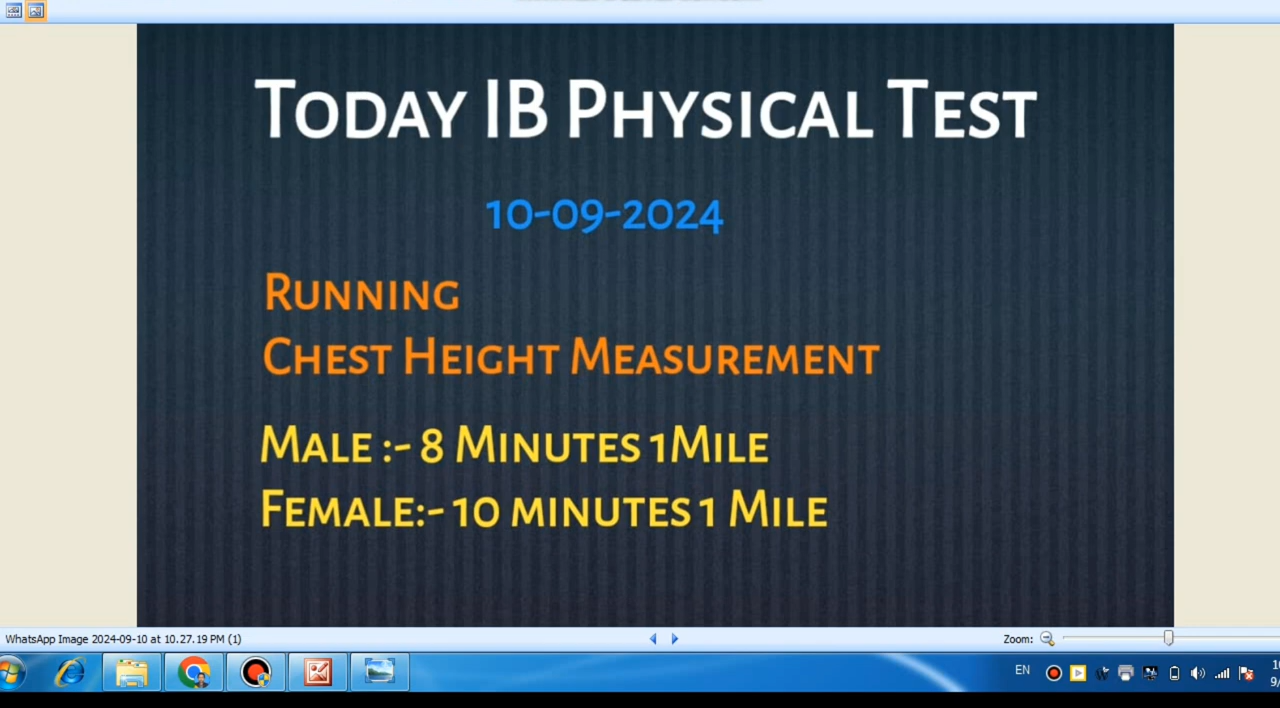 Today IB Physical Test
10-09-2024
Running
Chest Height Measurement
Male :- 8 Minutes 1Mile
Female:- 10 minutes 1 Mile
WhatsApp Image 2024-09-10 at 10.27.19 PM (1)
Zoom:
EN